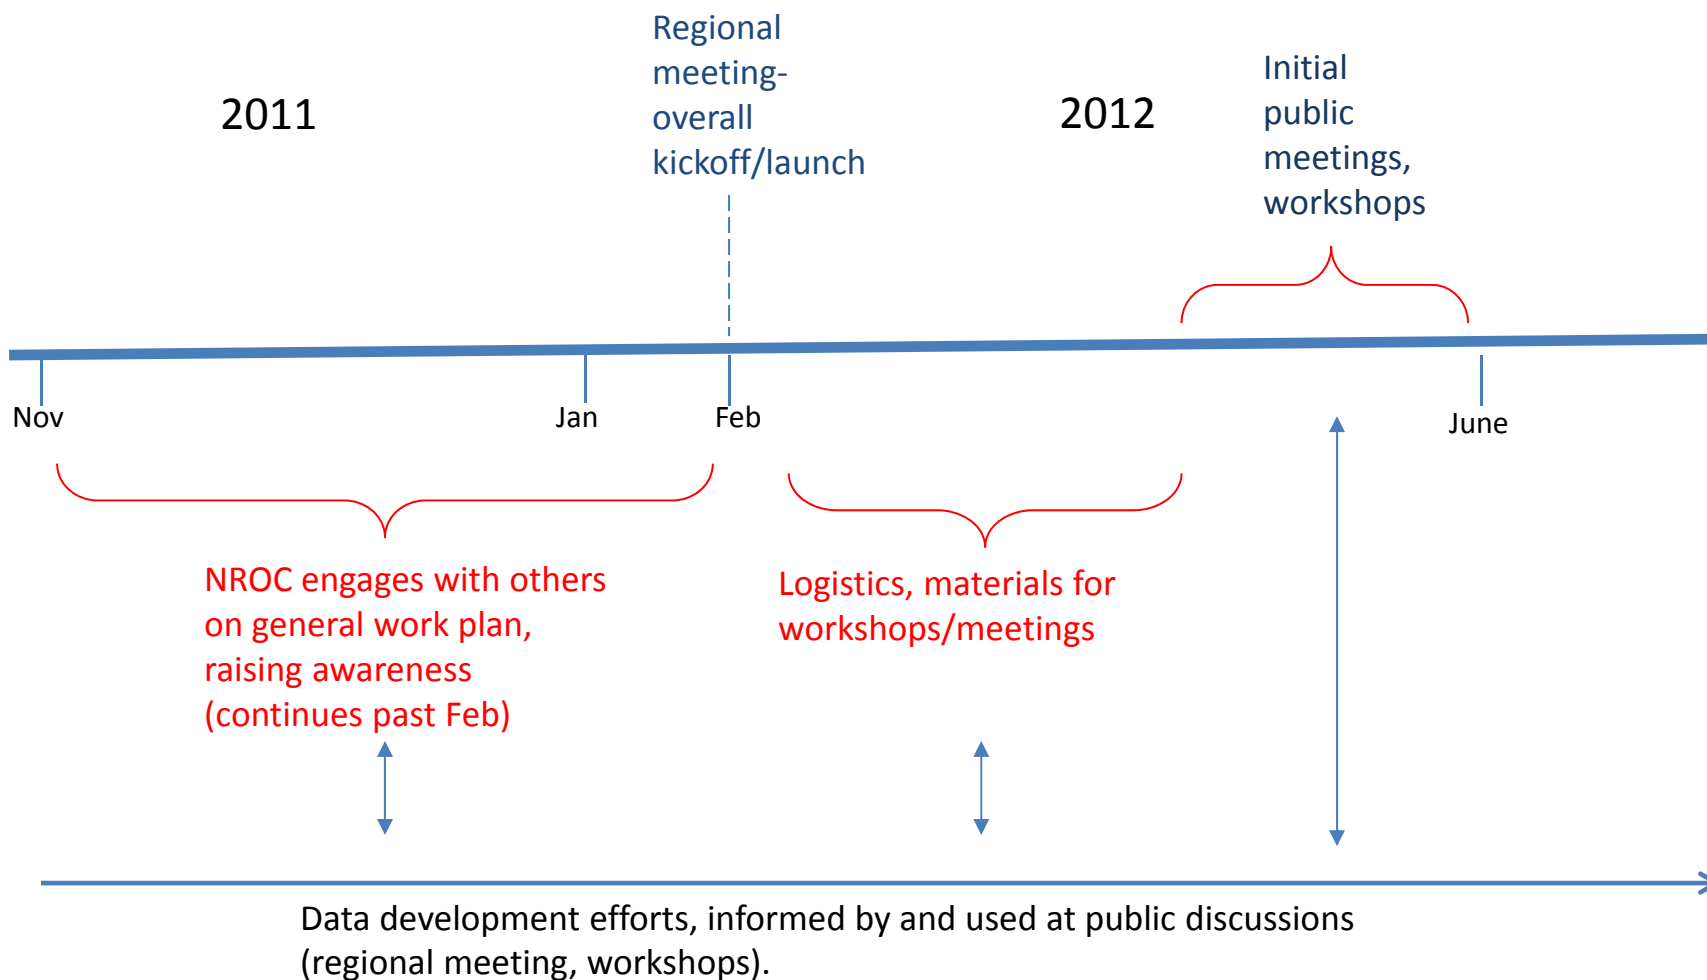 2011
Regional
meeting-
overall
kickoff/launch
2012
Initial
public
meetings,
workshops
Nov
Jan
Feb
June
NROC engages with others
on general work plan,
raising awareness
(continues past Feb)
Logistics, materials for
workshops/meetings
Data development efforts, informed by and used at public discussions
(regional meeting, workshops).